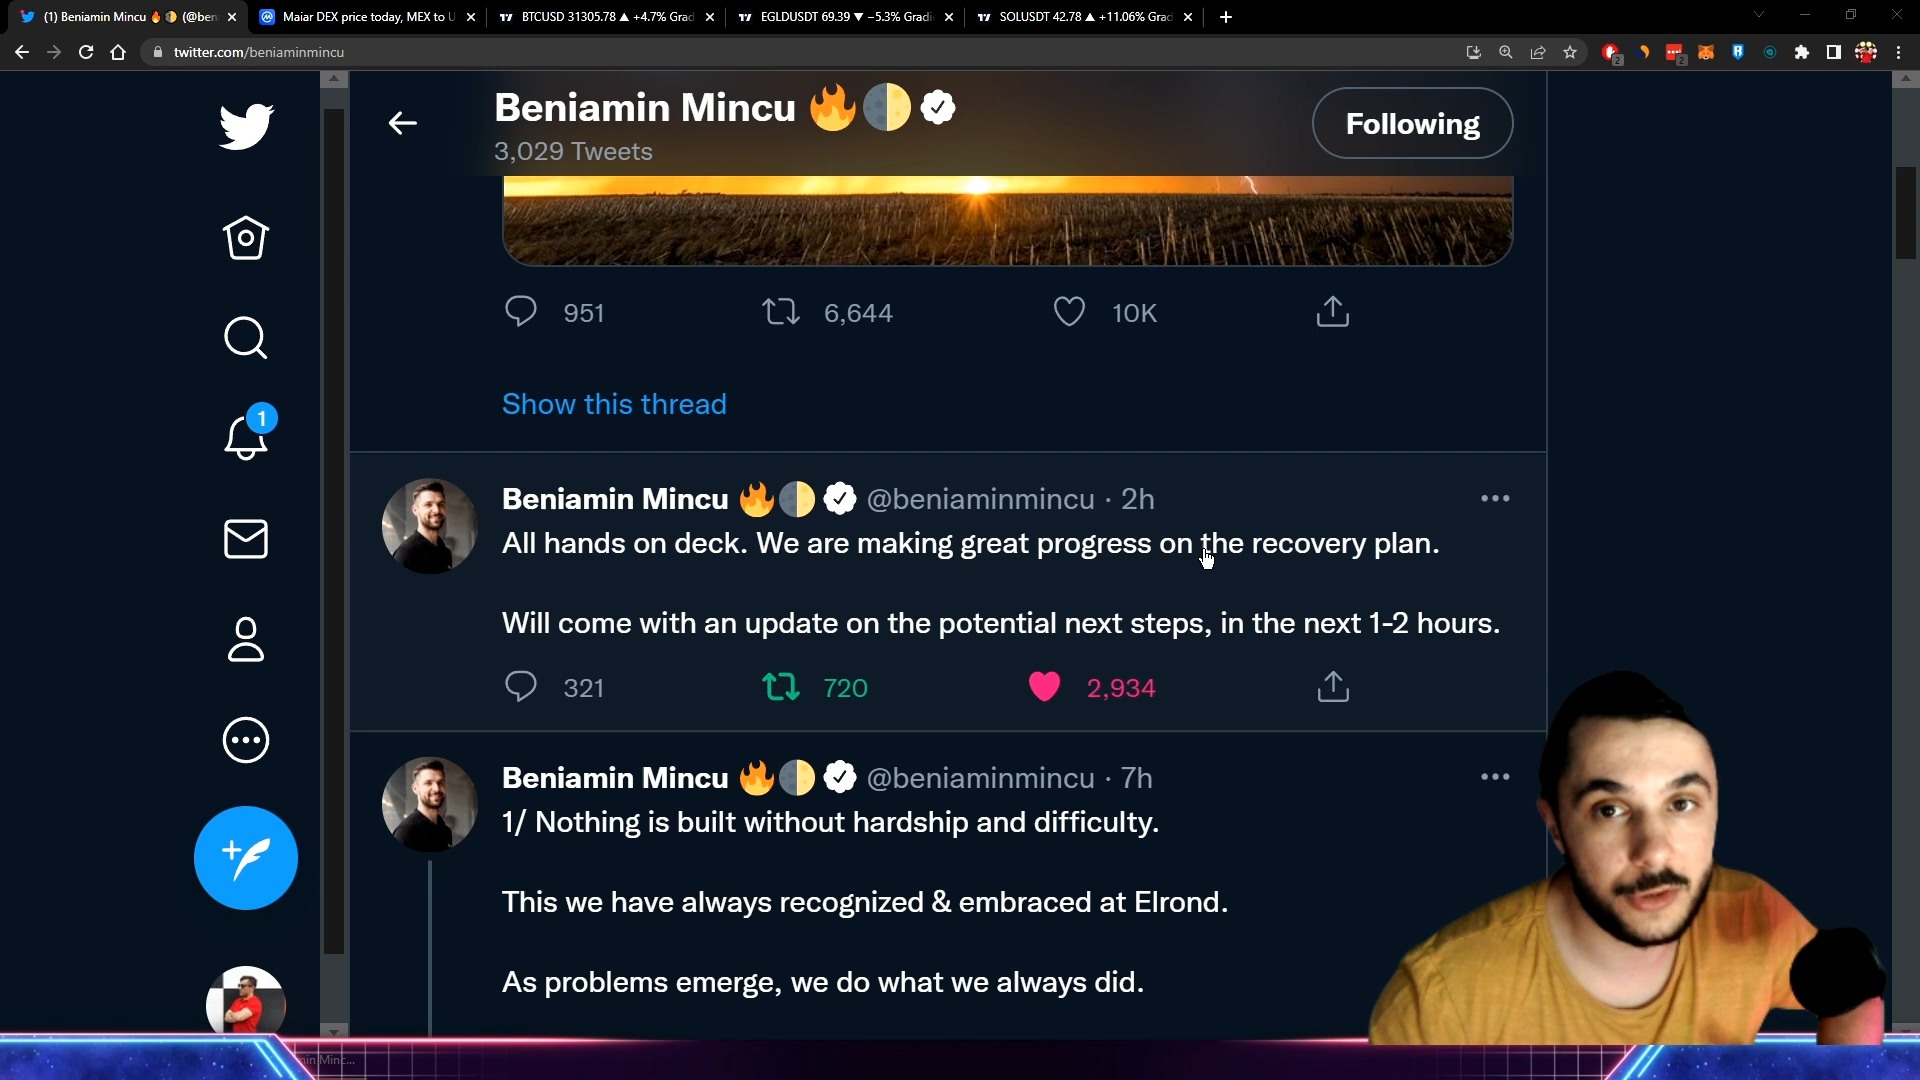 (1) Beniamin Mincu 🔥🌗 (@ben
Maiar DEX price today, MEX to U
BTCUSD 31305.78 ▲ +4.7% Grad
EGLDUSDT 69.39 ▼ −5.3% Gradi
SOLUSDT 42.78 ▲ +11.06% Grad
twitter.com/beniaminmincu
2
2
Beniamin Mincu 🔥🌗
3,029 Tweets
Following
951
6,644
10K
Show this thread
1
Beniamin Mincu 🔥🌗 @beniaminmincu · 2h
All hands on deck. We are making great progress on the recovery plan.
Will come with an update on the potential next steps, in the next 1-2 hours.
321
720
2,934
Beniamin Mincu 🔥🌗 @beniaminmincu · 7h
1/ Nothing is built without hardship and difficulty.
This we have always recognized & embraced at Elrond.
As problems emerge, we do what we always did.